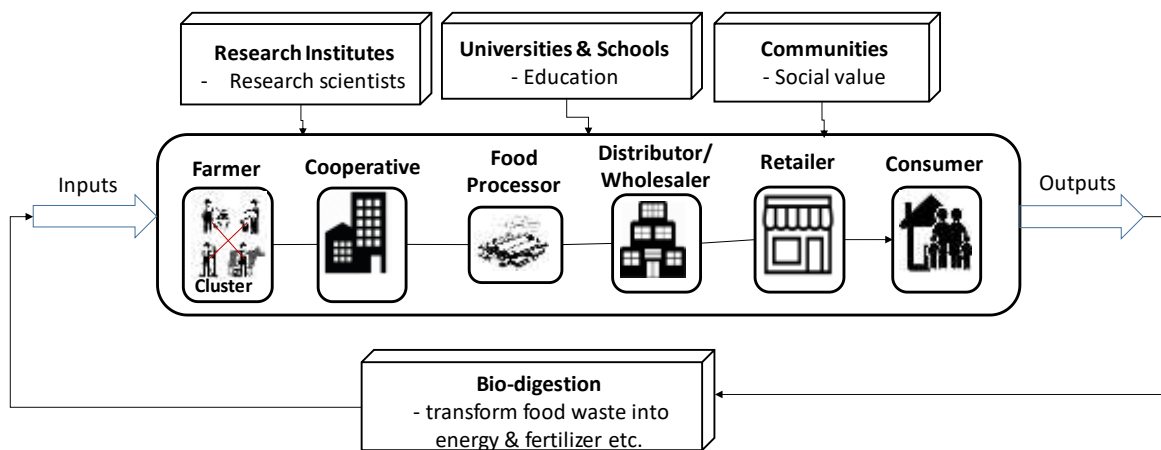 Research Institutes
- Research scientists
Universities & Schools
- Education
Communities
- Social value
Inputs
Farmer
Cluster
Cooperative
Food
Processor
Distributor/
Wholesaler
Retailer
Consumer
Outputs
Bio-digestion
- transform food waste into
energy & fertilizer etc.